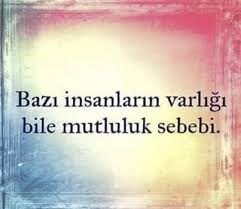 Bazı insanların varlığı
bile mutluluk sebebi.